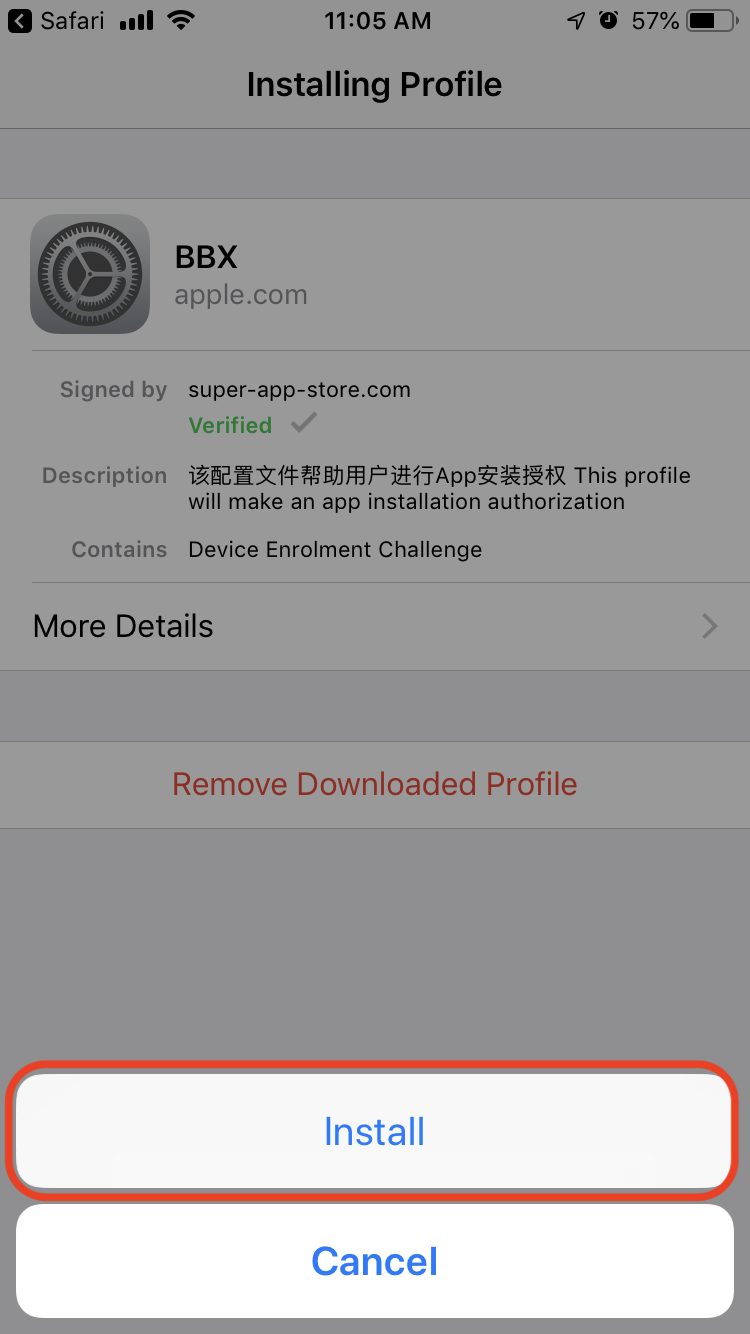 Safari 11:05 AM 57%
Installing Profile
BBX
apple.com
Signed by super-app-store.com
Verified
Description 该配置文件帮助用户进行App安装授权 This profile
will make an app installation authorization
Contains Device Enrolment Challenge
More Details
Remove Downloaded Profile
Install
Cancel